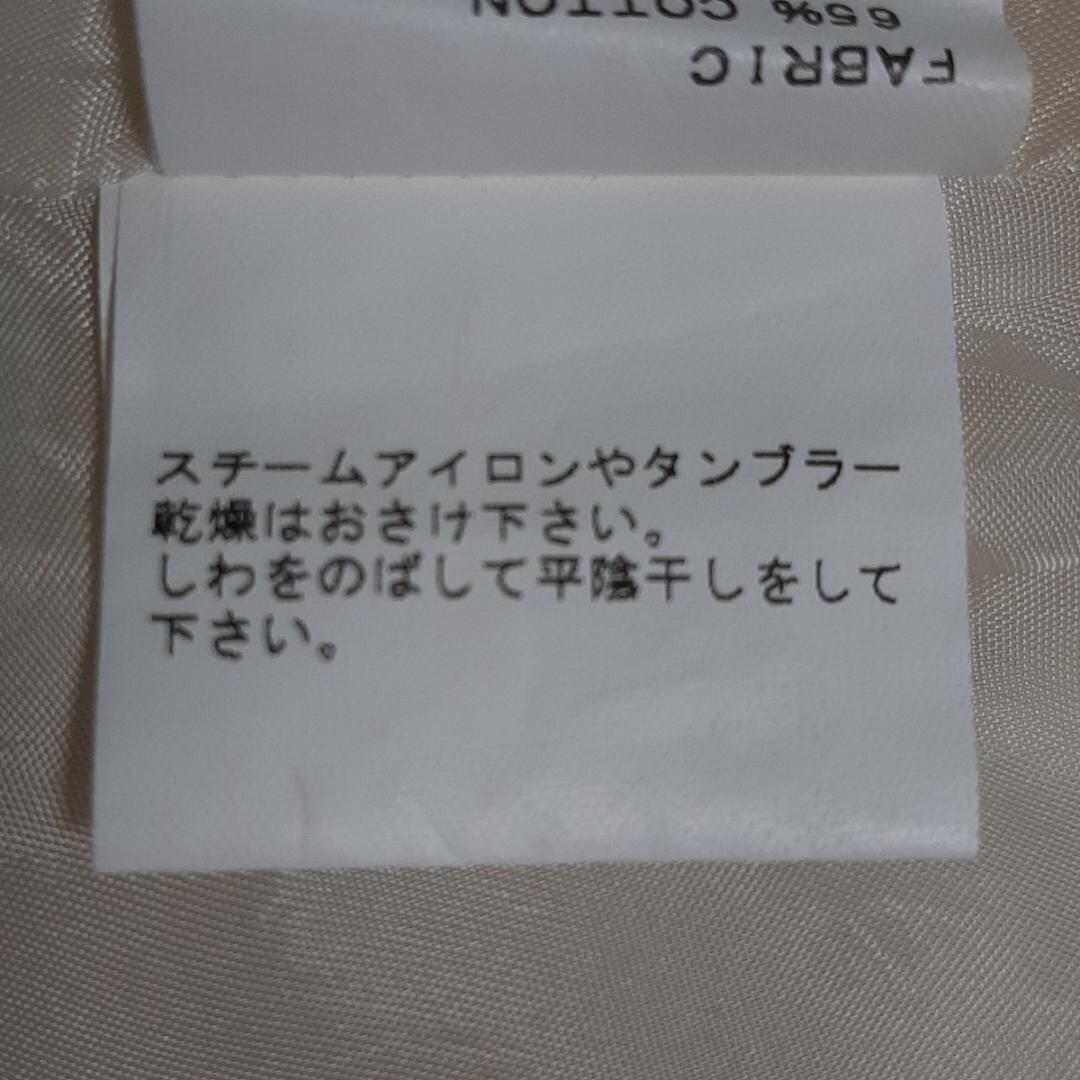 FABRIC
65% COTTON
スチームアイロンやタンブラー
乾燥はおさけ下さい。
しわをのばして平陰干しをして
下さい。